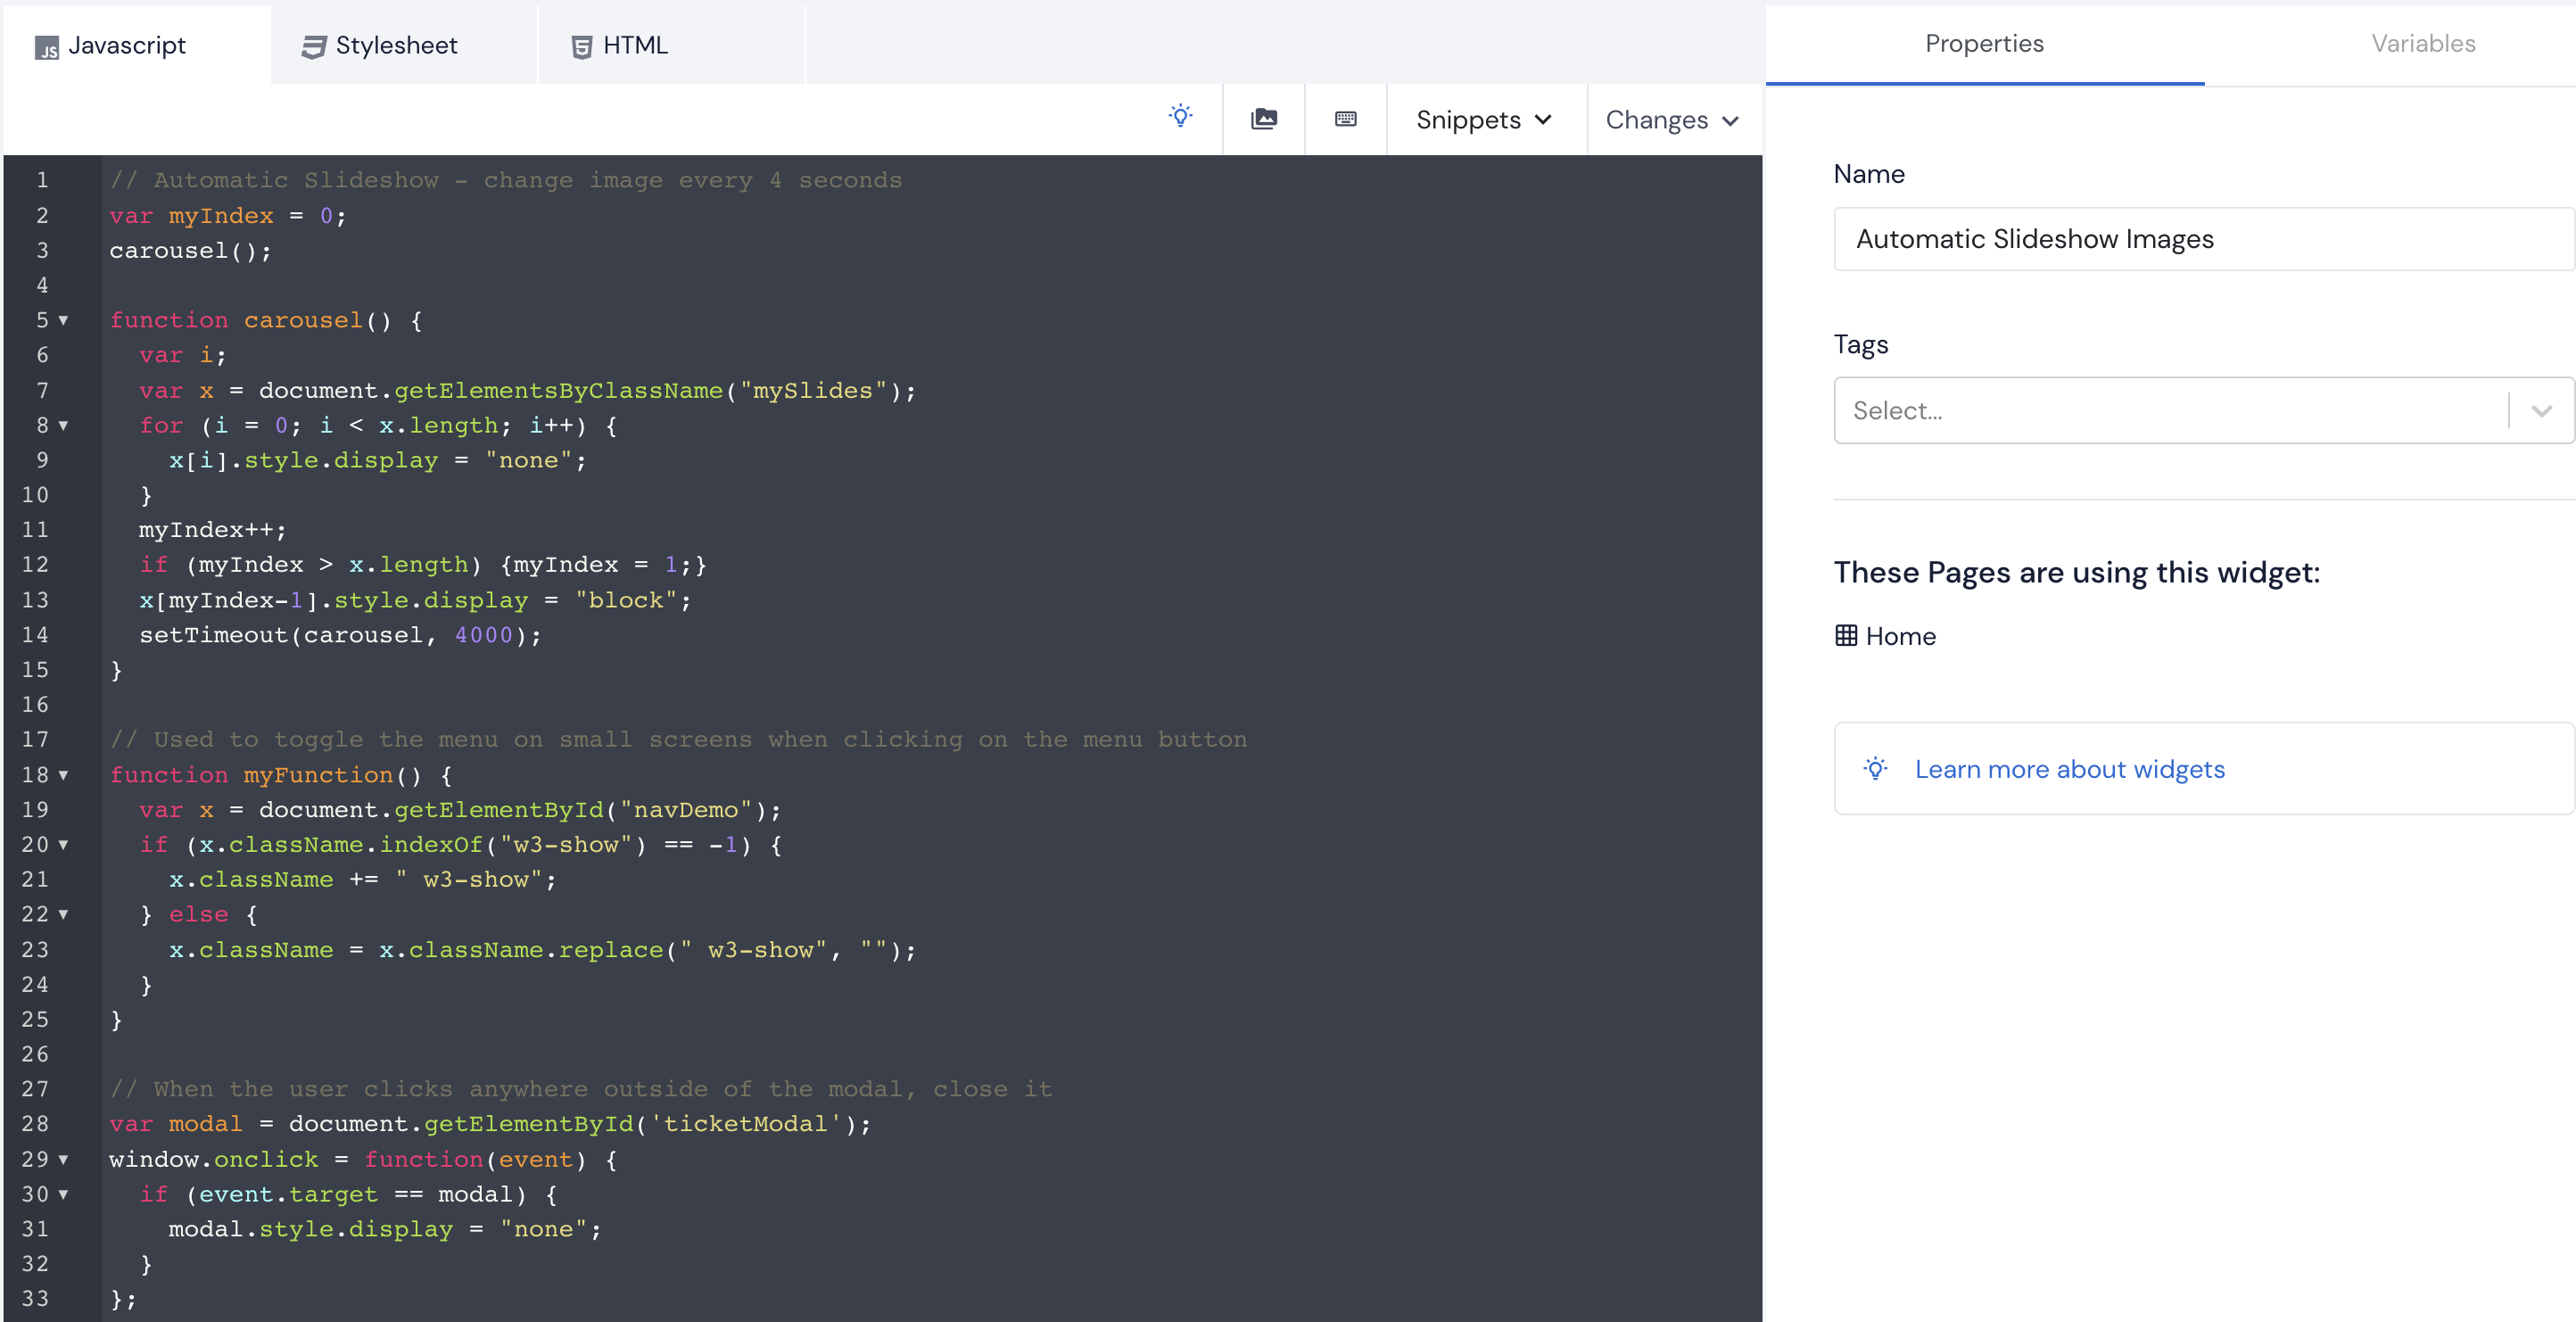 JS Javascript
Stylesheet
HTML
Properties
Variables
Snippets
Changes
1 // Automatic Slideshow - change image every 4 seconds
2 var myIndex = 0;
3 carousel();
4
5 function carousel() {
6   var i;
7   var x = document.getElementsByClassName("mySlides");
8   for (i = 0; i < x.length; i++) {
9     x[i].style.display = "none";
10   }
11   myIndex++;
12   if (myIndex > x.length) {myIndex = 1;}
13   x[myIndex-1].style.display = "block";
14   setTimeout(carousel, 4000);
15 }
16
17 // Used to toggle the menu on small screens when clicking on the menu button
18 function myFunction() {
19   var x = document.getElementById("navDemo");
20   if (x.className.indexOf("w3-show") == -1) {
21     x.className += " w3-show";
22   } else {
23     x.className = x.className.replace(" w3-show", "");
24   }
25 }
26
27 // When the user clicks anywhere outside of the modal, close it
28 var modal = document.getElementById('ticketModal');
29 window.onclick = function(event) {
30   if (event.target == modal) {
31     modal.style.display = "none";
32   }
33 };
Name
Automatic Slideshow Images
Tags
Select...
These Pages are using this widget:
Home
Learn more about widgets